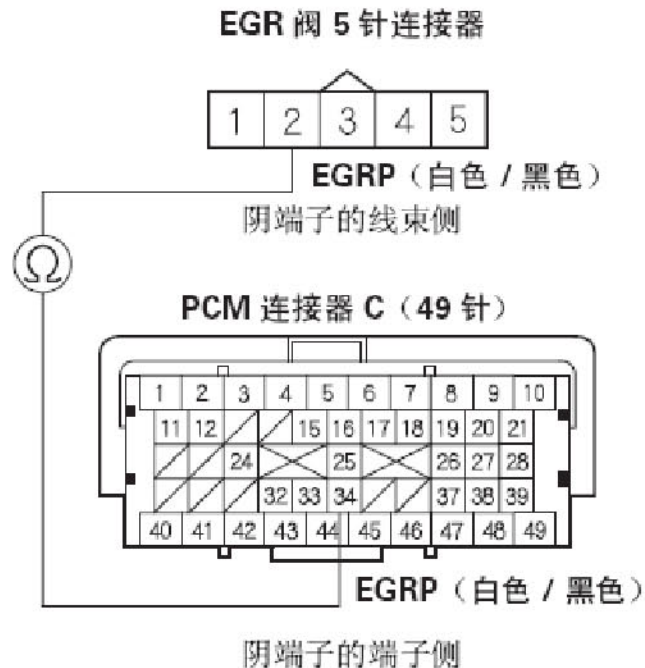 EGR 阀 5 针连接器
1 2 3 4 5
EGRP（白色 / 黑色）
阴端子的线束侧
Ω
PCM 连接器 C（49 针）
1 2 3 4 5 6 7 8 9 10
11 12 15 16 17 18 19 20 21
24 25 26 27 28
32 33 34 37 38 39
40 41 42 43 44 45 46 47 48 49
EGRP（白色 / 黑色）
阴端子的端子侧